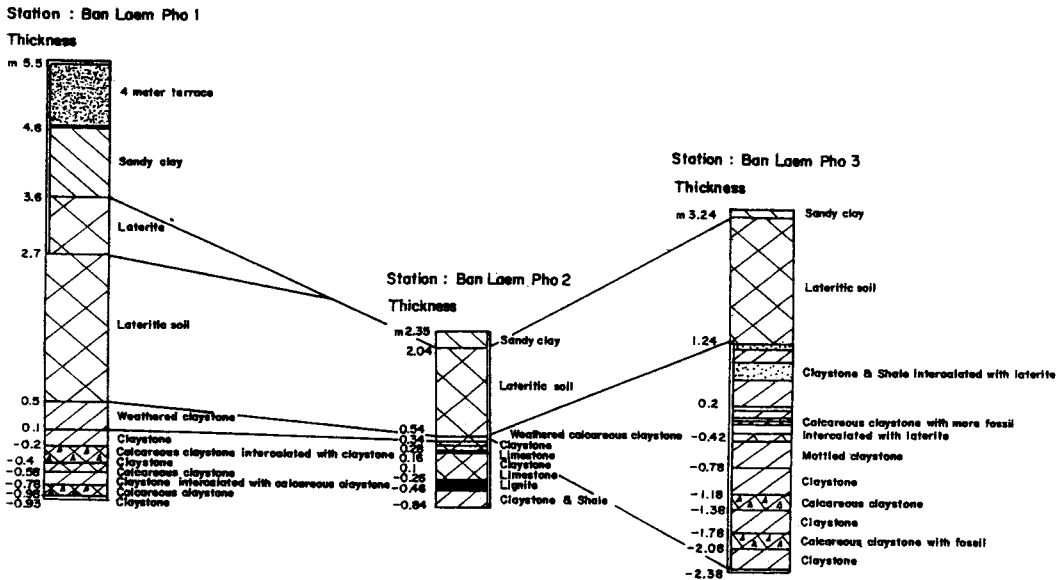 Station : Ban Laem Pho 1
Thickness
m 5.5
4 meter terrace
4.6
Sandy clay
3.6
Laterite
2.7
Lateritic soil
0.5
Weathered claystone
0.1
Claystone
-0.2
Calcareous claystone intercalated with claystone
-0.4
Claystone
-0.58
Calcareous claystone
-0.78
Claystone intercalated with calcareous claystone
Calcareous claystone
-0.93
Claystone
Station : Ban Laem Pho 2
Thickness
m 2.35
Sandy clay
2.04
Lateritic soil
0.54
Weathered calcareous claystone
0.34
Claystone
Limestone
0.16
Claystone
0.1
Limestone
-0.26
Lignite
-0.46
Claystone & Shale
-0.84
Station : Ban Laem Pho 3
Thickness
m 3.24
Sandy clay
Lateritic soil
1.24
Claystone & Shale intercalated with laterite
0.2
Calcareous claystone with more fossil
intercalated with laterite
-0.42
Mottled claystone
-0.78
Claystone
-1.18
Calcareous claystone
-1.38
Claystone
-1.78
Calcareous claystone with fossil
-2.08
Claystone
-2.38